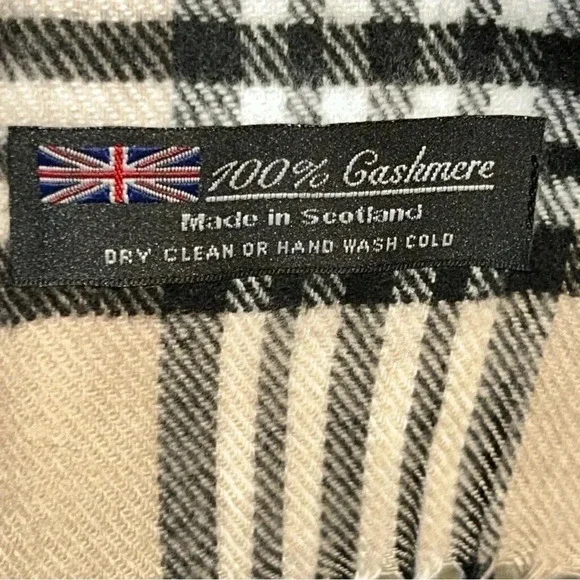 100% Cashmere
Made in Scotland
DRY CLEAN OR HAND WASH COLD